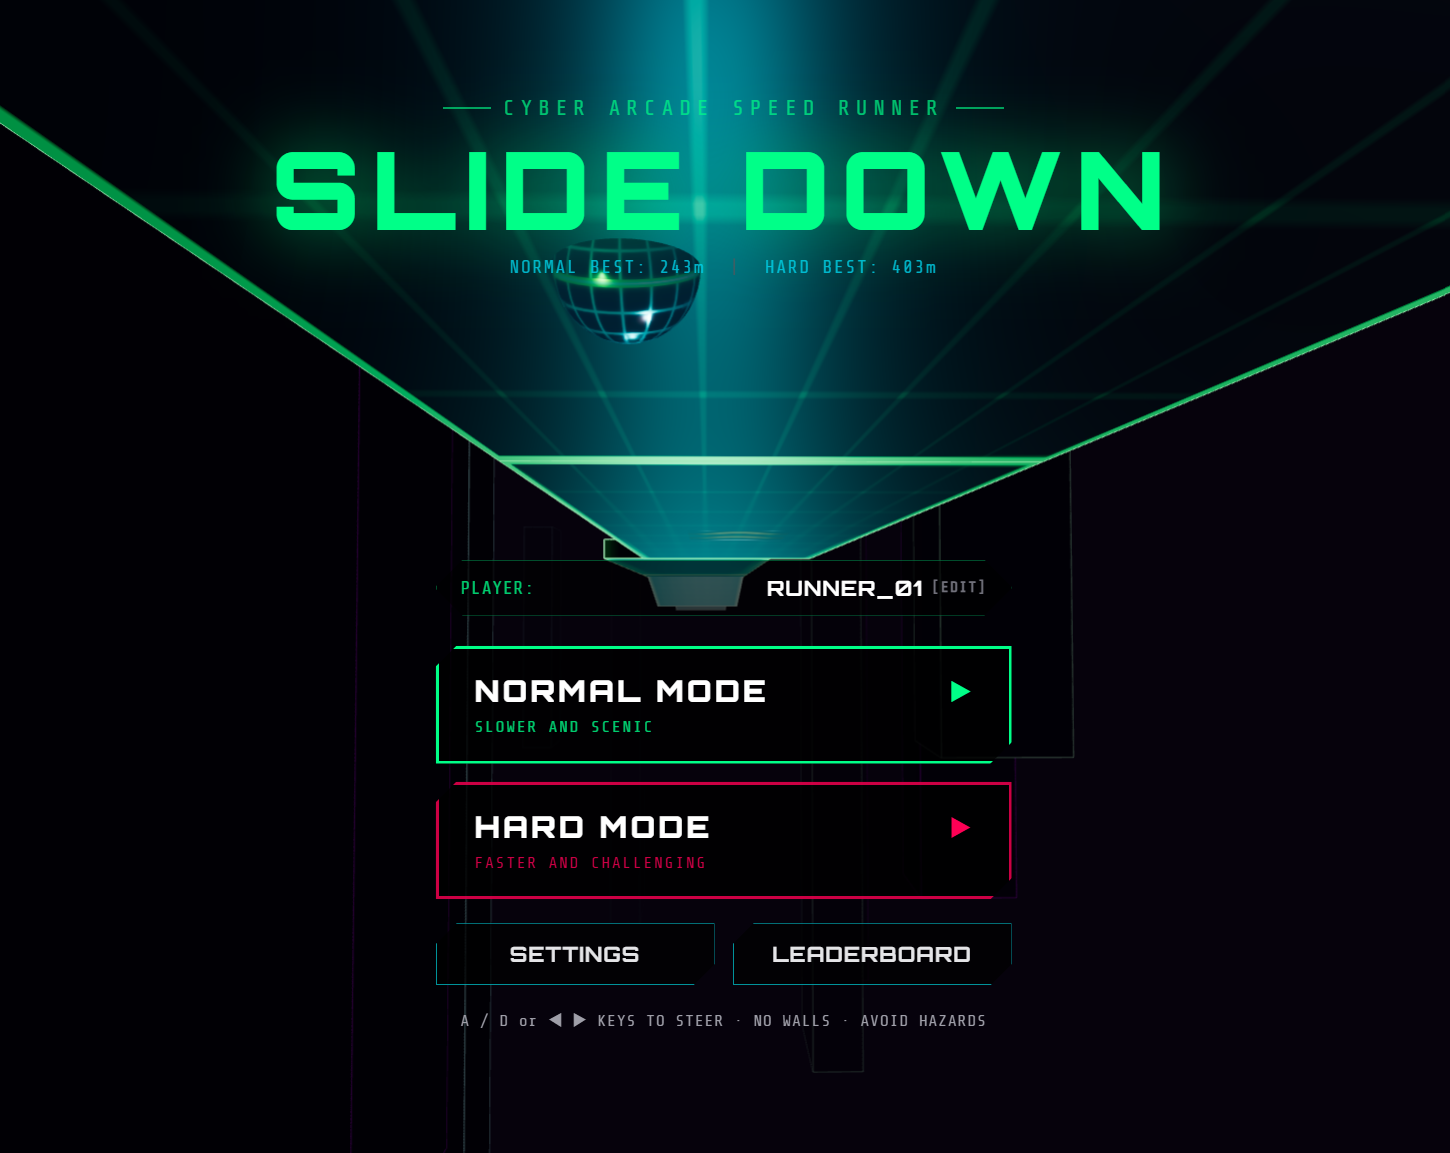 CYBER ARCADE SPEED RUNNER
SLIDE DOWN
NORMAL BEST: 243m | HARD BEST: 403m
PLAYER: RUNNER_01 [EDIT]
NORMAL MODE ▶
SLOWER AND SCENIC
HARD MODE ▶
FASTER AND CHALLENGING
SETTINGS LEADERBOARD
A / D or ◀ ▶ KEYS TO STEER · NO WALLS · AVOID HAZARDS